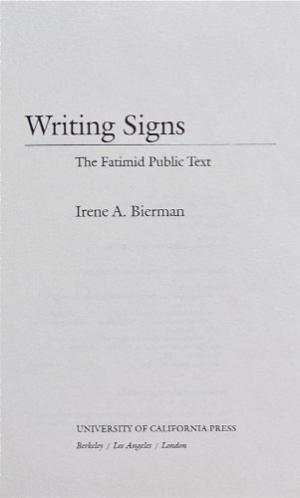 Writing Signs
The Fatimid Public Text
Irene A. Bierman
UNIVERSITY OF CALIFORNIA PRESS
Berkeley / Los Angeles / London